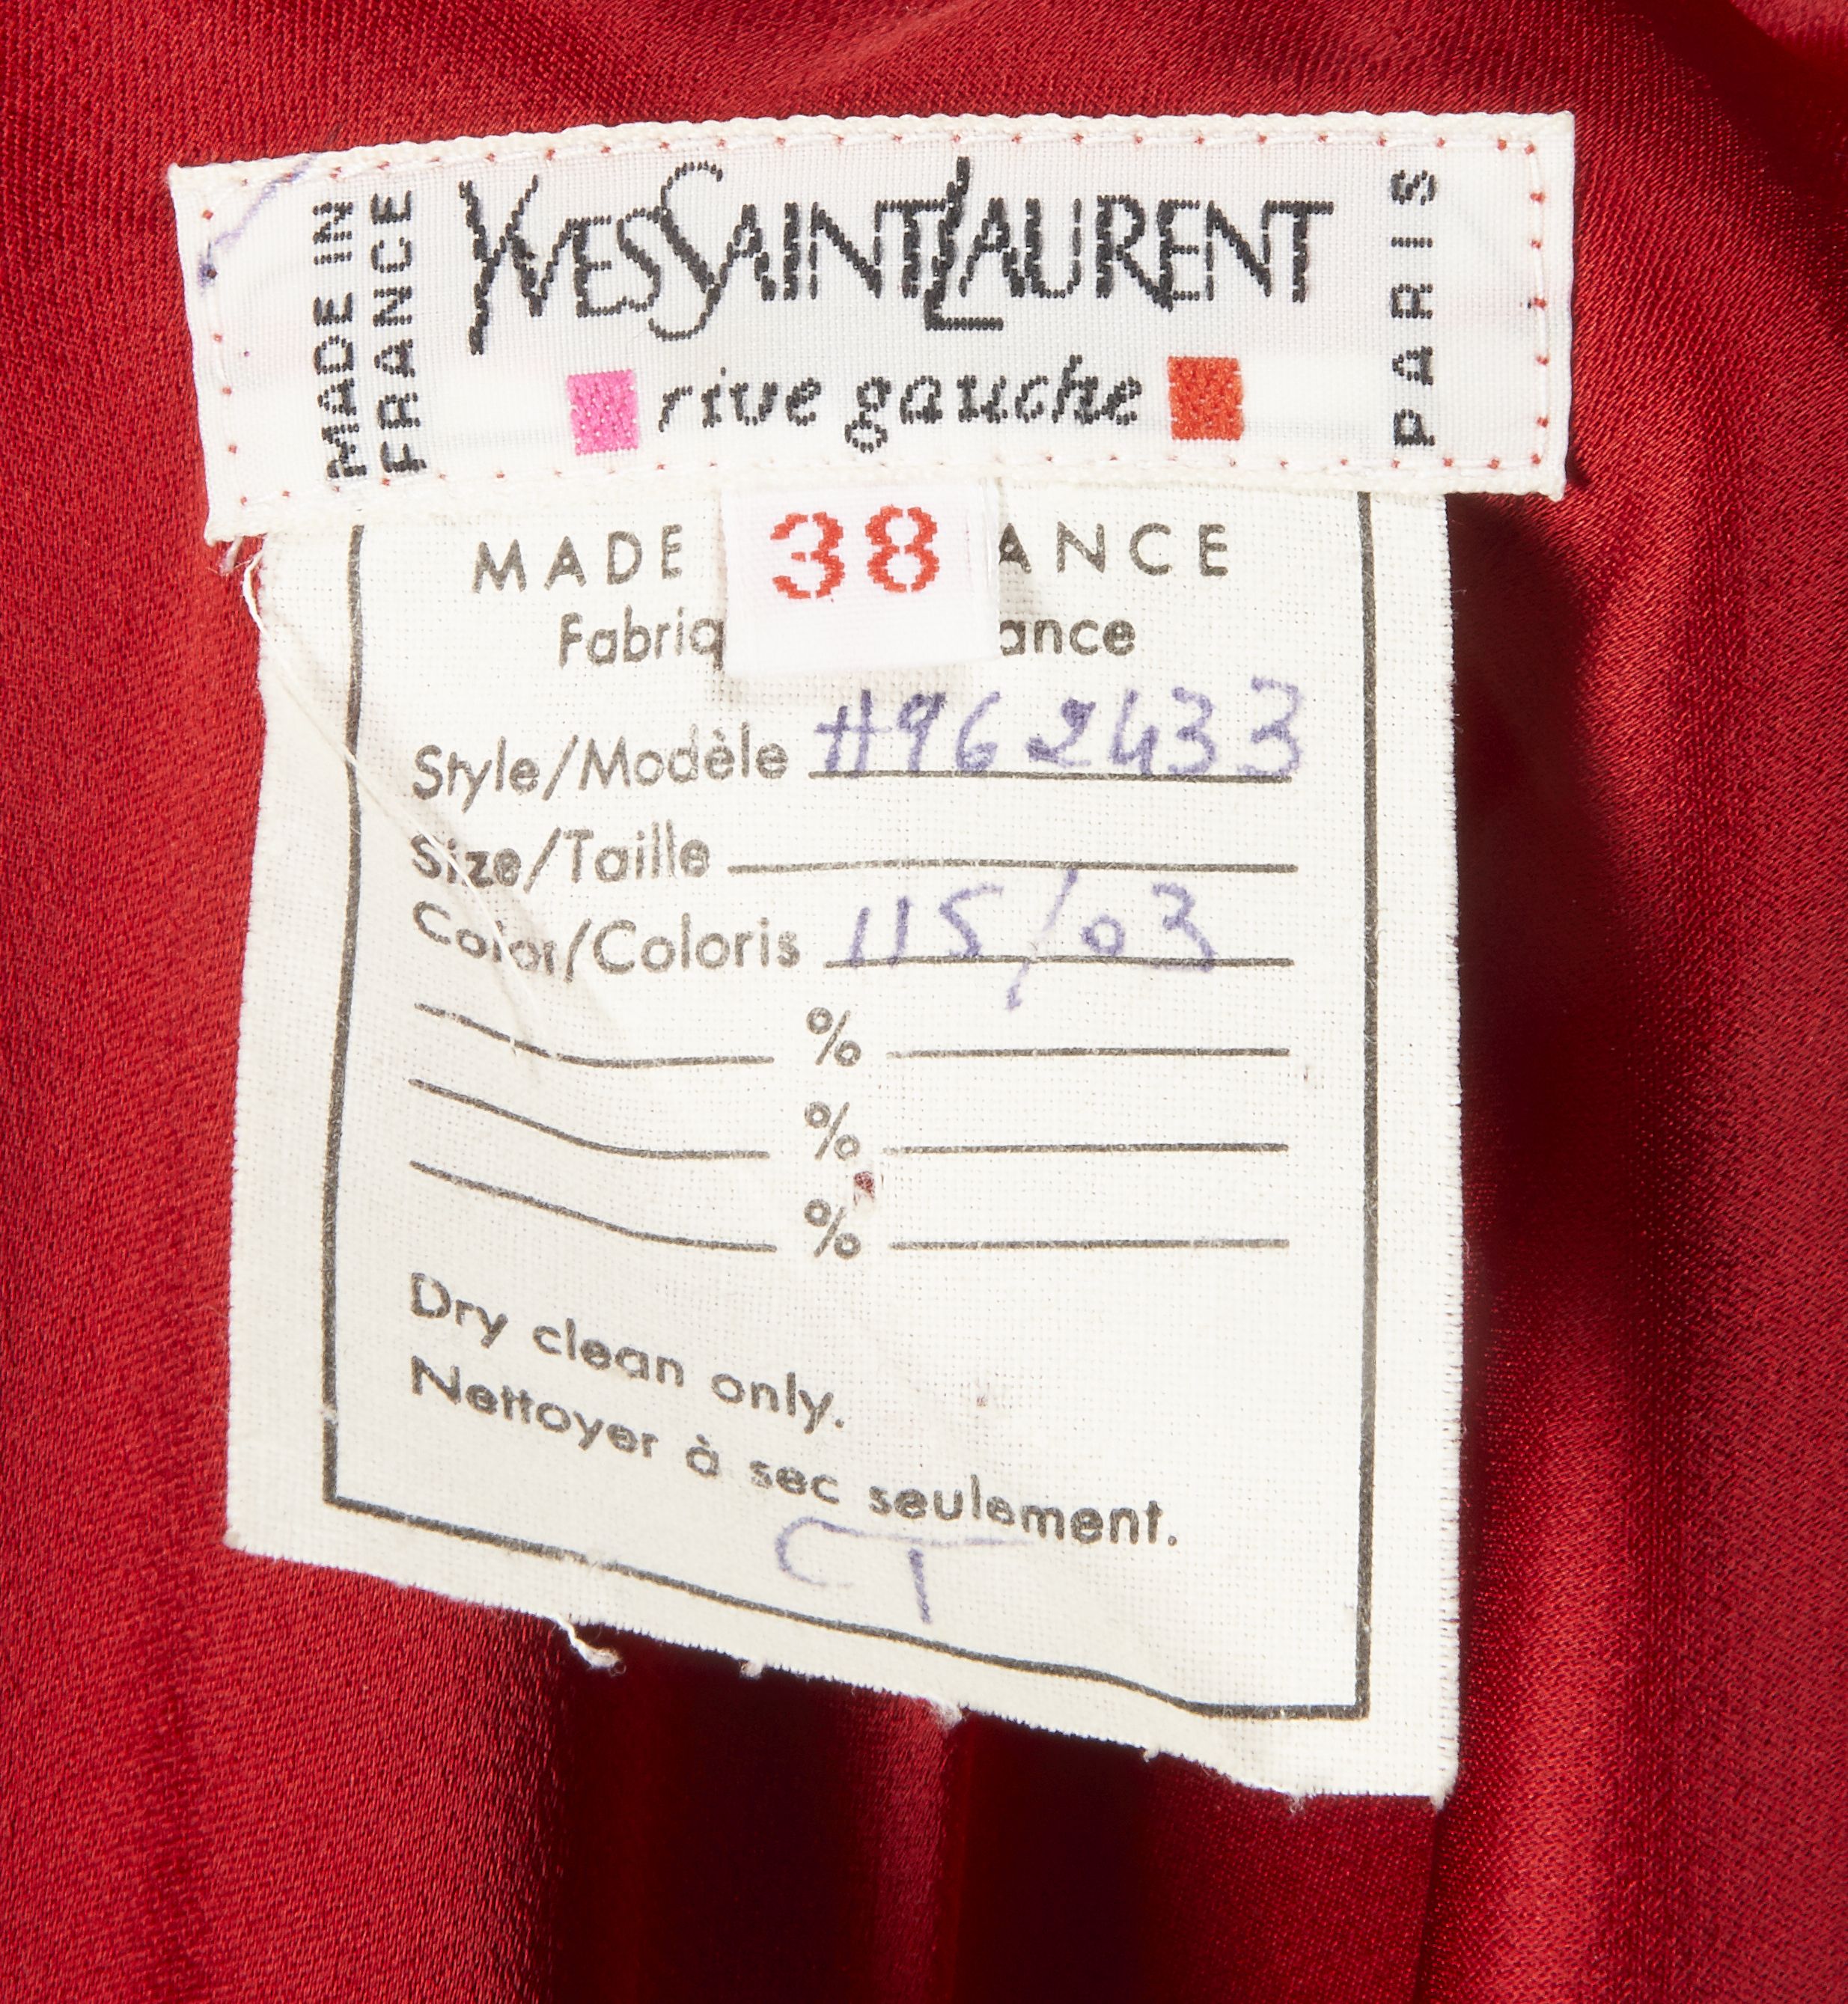 MADE IN
FRANCE
YVES SAINT LAURENT
rive gauche
PARIS
38
MADE ANCE
Fabriq ance
Style/Modèle #962433
Size/Taille
Color/Coloris 115/03
%
%
%
Dry clean only.
Nettoyer à sec seulement.
CT